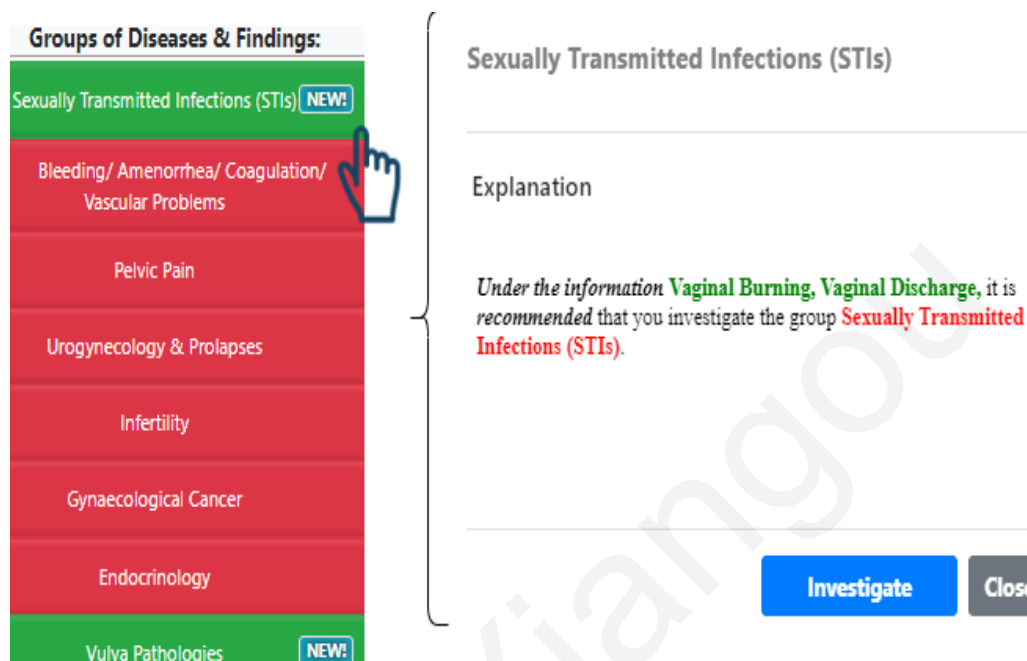 Groups of Diseases & Findings:
Sexually Transmitted Infections (STIs) NEW!
Bleeding/ Amenorrhea/ Coagulation/
Vascular Problems
Pelvic Pain
Urogynecology & Prolapses
Infertility
Gynaecological Cancer
Endocrinology
Vulva Pathologies NEW!
Sexually Transmitted Infections (STIs)
Explanation
Under the information Vaginal Burning, Vaginal Discharge, it is
recommended that you investigate the group Sexually Transmitted
Infections (STIs).
Investigate
Close